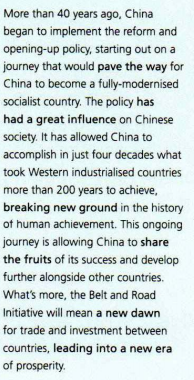 More than 40 years ago, China
began to implement the reform and
opening-up policy, starting out on a
journey that would pave the way for
China to become a fully-modernised
socialist country. The policy has
had a great influence on Chinese
society. It has allowed China to
accomplish in just four decades what
took Western industrialised countries
more than 200 years to achieve,
breaking new ground in the history
of human achievement. This ongoing
journey is allowing China to share
the fruits of its success and develop
further alongside other countries.
What's more, the Belt and Road
Initiative will mean a new dawn
for trade and investment between
countries, leading into a new era
of prosperity.